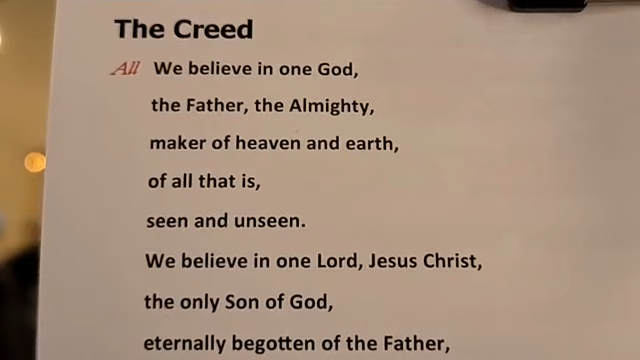 The Creed
All We believe in one God,
the Father, the Almighty,
maker of heaven and earth,
of all that is,
seen and unseen.
We believe in one Lord, Jesus Christ,
the only Son of God,
eternally begotten of the Father,